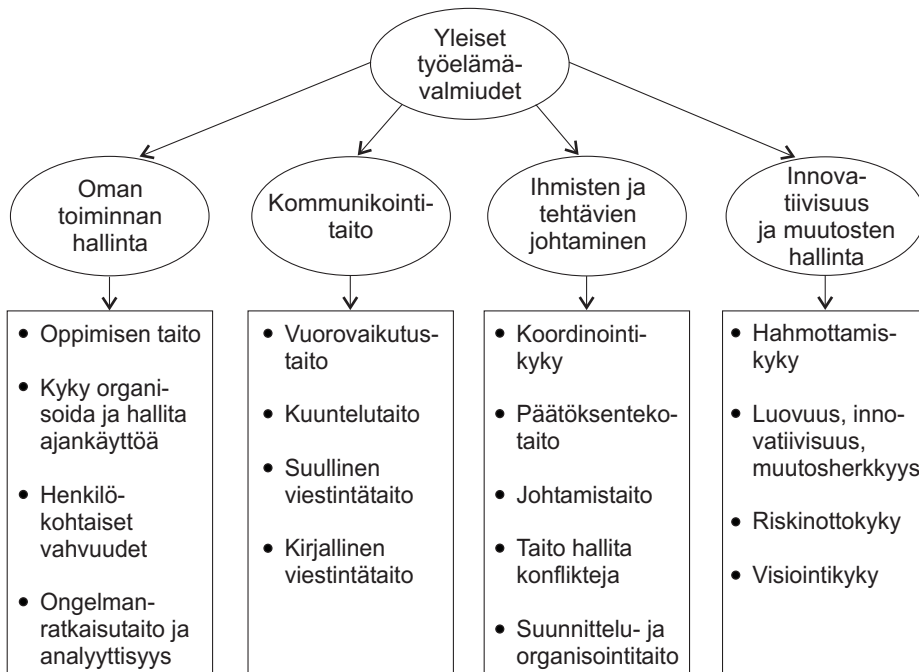 Yleiset
työelämä-
valmiudet
Oman
toiminnan
hallinta
Kommunikointi-
taito
Ihmisten ja
tehtävien
johtaminen
Innova-
tiivisuus
ja muutosten
hallinta
• Oppimisen taito
• Kyky organi-
soida ja hallita
ajankäyttöä
• Henkilö-
kohtaiset
vahvuudet
• Ongelman-
ratkaisutaito ja
analyyttisyys
• Vuorovaikutus-
taito
• Kuuntelutaito
• Suullinen
viestintätaito
• Kirjallinen
viestintätaito
• Koordinointi-
kyky
• Päätöksenteko-
taito
• Johtamistaito
• Taito hallita
konflikteja
• Suunnittelu- ja
organisointitaito
• Hahmottamis-
kyky
• Luovuus, inno-
vatiivisuus,
muutosherkkyys
• Riskinottokyky
• Visiointikyky